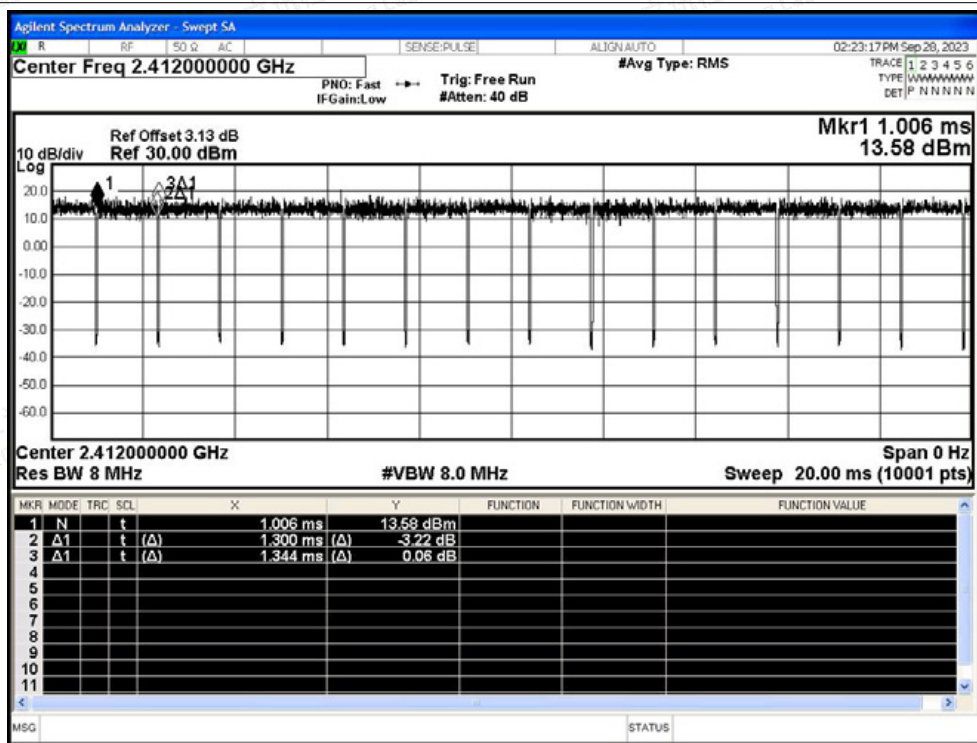 Agilent Spectrum Analyzer - Swept SA
R RF 50 Ω AC SENSE:PULSE ALIGN AUTO 02:23:17 PM Sep 28, 2023
Center Freq 2.412000000 GHz #Avg Type: RMS TRACE 1 2 3 4 5 6
PNO: Fast Trig: Free Run TYPE WWWWWW
IFGain:Low #Atten: 40 dB DET P N N N N N
Mkr1 1.006 ms
Ref Offset 3.13 dB
10 dB/div Ref 30.00 dBm 13.58 dBm
Log
1 3Δ1
2Δ1
20.0
10.0
0.00
-10.0
-20.0
-30.0
-40.0
-50.0
-60.0
Center 2.412000000 GHz Span 0 Hz
Res BW 8 MHz #VBW 8.0 MHz Sweep 20.00 ms (10001 pts)
MKR MODE TRC SCL X Y FUNCTION FUNCTION WIDTH FUNCTION VALUE
1 N t 1.006 ms 13.58 dBm
2 Δ1 t (Δ) 1.300 ms (Δ) -3.22 dB
3 Δ1 t (Δ) 1.344 ms (Δ) 0.06 dB
4
5
6
7
8
9
10
11
MSG STATUS